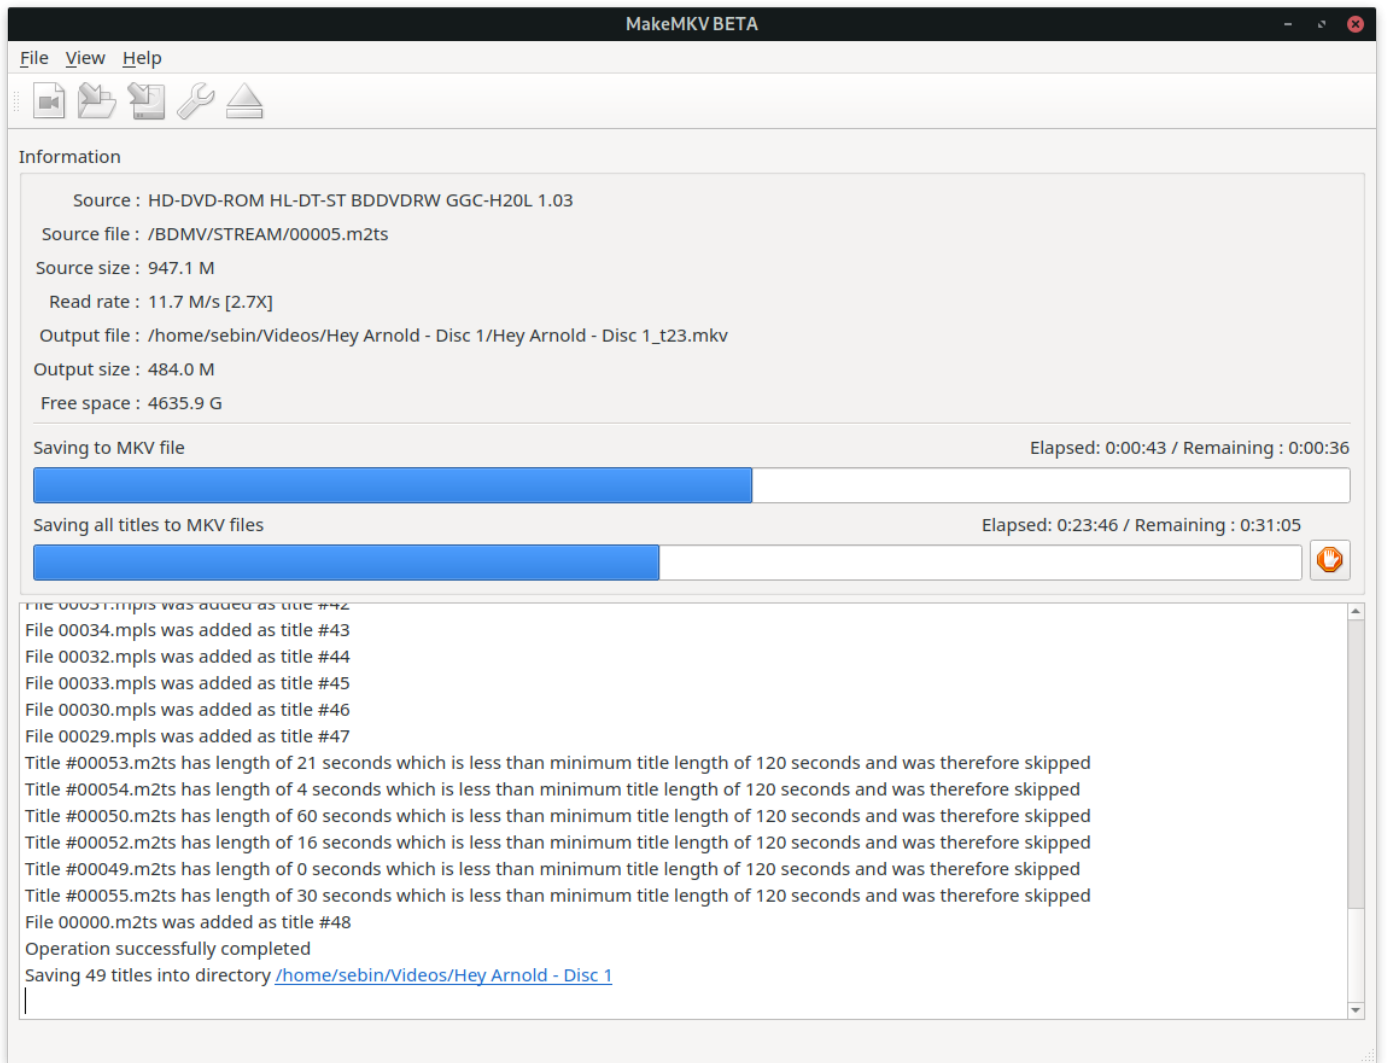 MakeMKV BETA
File View Help
Information
Source : HD-DVD-ROM HL-DT-ST BDDVDRW GGC-H20L 1.03
Source file : /BDMV/STREAM/00005.m2ts
Source size : 947.1 M
Read rate : 11.7 M/s [2.7X]
Output file : /home/sebin/Videos/Hey Arnold - Disc 1/Hey Arnold - Disc 1_t23.mkv
Output size : 484.0 M
Free space : 4635.9 G
Saving to MKV file Elapsed: 0:00:43 / Remaining : 0:00:36
Saving all titles to MKV files Elapsed: 0:23:46 / Remaining : 0:31:05
File 00031.mpls was added as title #42
File 00034.mpls was added as title #43
File 00032.mpls was added as title #44
File 00033.mpls was added as title #45
File 00030.mpls was added as title #46
File 00029.mpls was added as title #47
Title #00053.m2ts has length of 21 seconds which is less than minimum title length of 120 seconds and was therefore skipped
Title #00054.m2ts has length of 4 seconds which is less than minimum title length of 120 seconds and was therefore skipped
Title #00050.m2ts has length of 60 seconds which is less than minimum title length of 120 seconds and was therefore skipped
Title #00052.m2ts has length of 16 seconds which is less than minimum title length of 120 seconds and was therefore skipped
Title #00049.m2ts has length of 0 seconds which is less than minimum title length of 120 seconds and was therefore skipped
Title #00055.m2ts has length of 30 seconds which is less than minimum title length of 120 seconds and was therefore skipped
File 00000.m2ts was added as title #48
Operation successfully completed
Saving 49 titles into directory /home/sebin/Videos/Hey Arnold - Disc 1